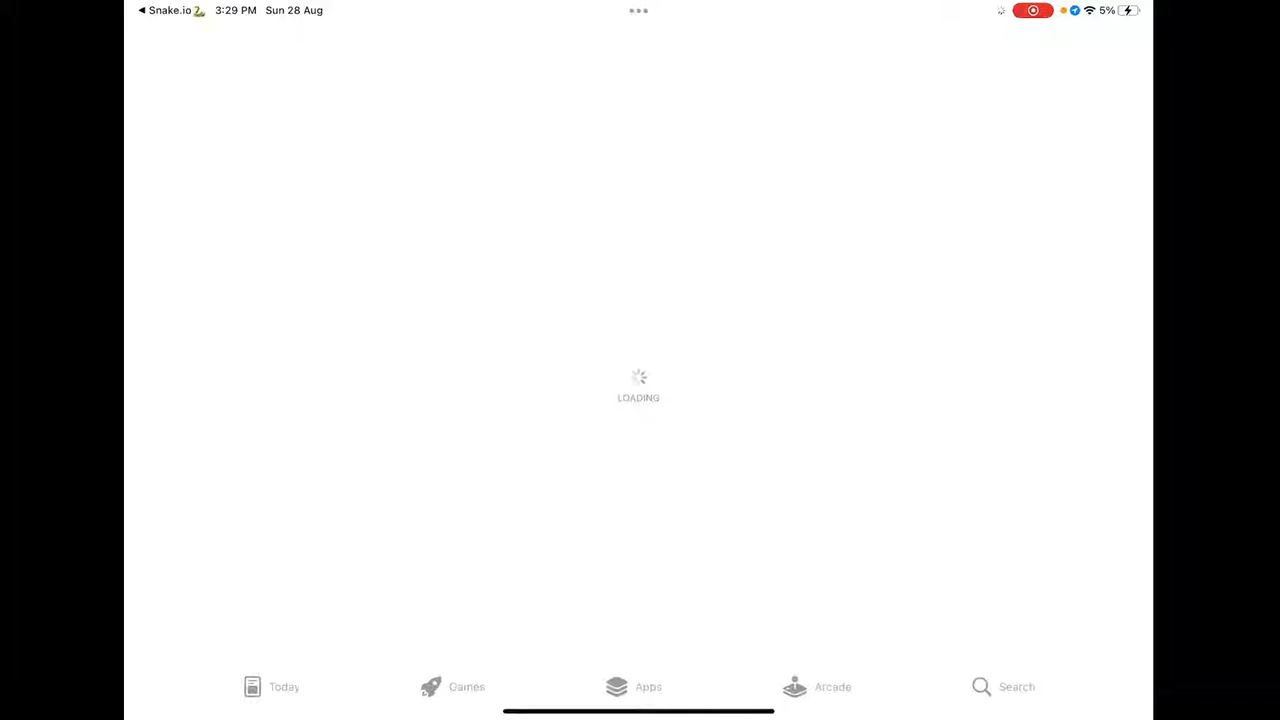 ◀ Snake.io🐍 3:29 PM Sun 28 Aug 5%
LOADING
Today Games Apps Arcade Search